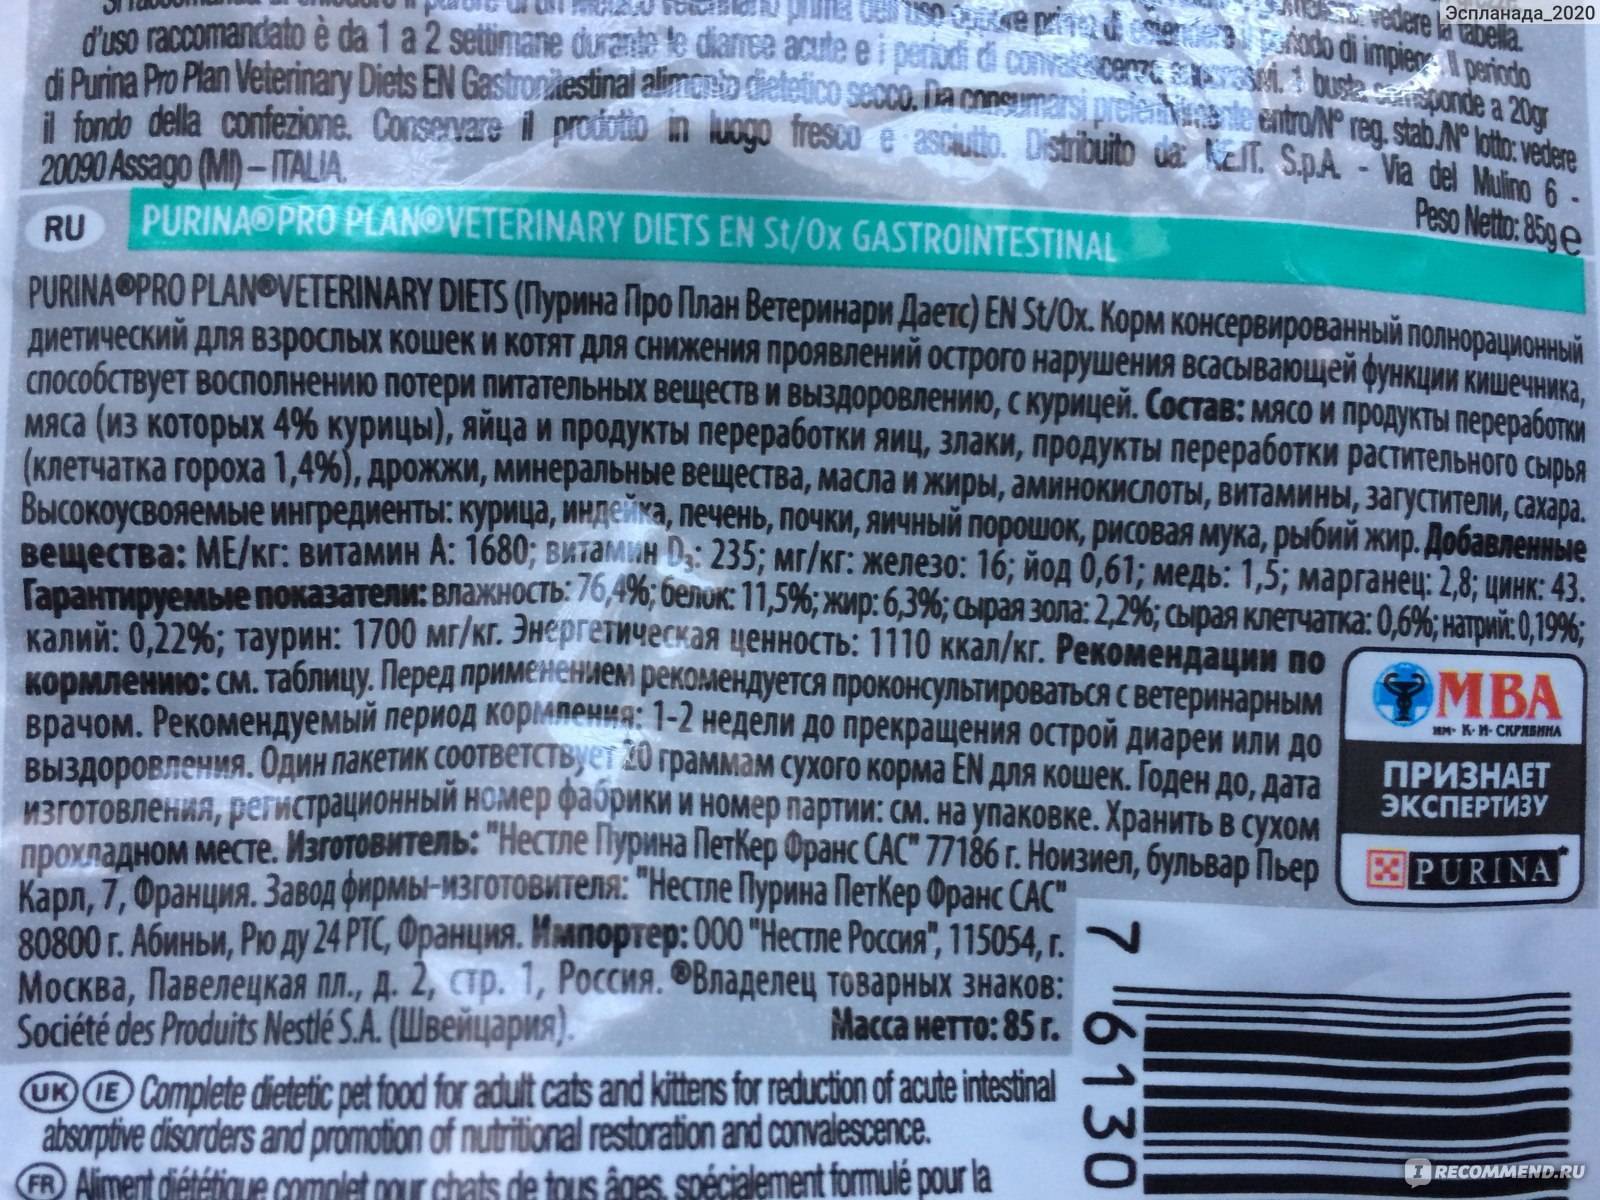 Эспланада_2020
d'uso raccomandato è da 1 a 2 settimane durante le diarree acute e i periodi di convalescenza
di Purina Pro Plan Veterinary Diets EN Gastrointestinal alimento dietetico secco. Da consumarsi preferibilmente entro/N° reg. stab./N° lotto: vedere
il fondo della confezione. Conservare il prodotto in luogo fresco e asciutto. Distribuito da: NE.IT. S.p.A. - Via del Mulino 6 -
20090 Assago (MI) – ITALIA.
Peso Netto: 85g e
RU
PURINA®PRO PLAN®VETERINARY DIETS EN St/Ox GASTROINTESTINAL
PURINA®PRO PLAN®VETERINARY DIETS (Пурина Про План Ветеринари Даетс) EN St/Ox. Корм консервированный полнорационный
диетический для взрослых кошек и котят для снижения проявлений острого нарушения всасывающей функции кишечника,
способствует восполнению потери питательных веществ и выздоровлению, с курицей. Состав: мясо и продукты переработки
мяса (из которых 4% курицы), яйца и продукты переработки яиц, злаки, продукты переработки растительного сырья
(клетчатка гороха 1,4%), дрожжи, минеральные вещества, масла и жиры, аминокислоты, витамины, загустители, сахара.
Высокоусвояемые ингредиенты: курица, индейка, печень, почки, яичный порошок, рисовая мука, рыбий жир. Добавленные
вещества: МЕ/кг: витамин А: 1680; витамин D₃: 235; мг/кг: железо: 16; йод 0,61; медь: 1,5; марганец: 2,8; цинк: 43.
Гарантируемые показатели: влажность: 76,4%; белок: 11,5%; жир: 6,3%; сырая зола: 2,2%; сырая клетчатка: 0,6%; натрий: 0,19%;
калий: 0,22%; таурин: 1700 мг/кг. Энергетическая ценность: 1110 ккал/кг. Рекомендации по
кормлению: см. таблицу. Перед применением рекомендуется проконсультироваться с ветеринарным
врачом. Рекомендуемый период кормления: 1-2 недели до прекращения острой диареи или до
выздоровления. Один пакетик соответствует 20 граммам сухого корма EN для кошек. Годен до, дата
изготовления, регистрационный номер фабрики и номер партии: см. на упаковке. Хранить в сухом
прохладном месте. Изготовитель: "Нестле Пурина ПетКер Франс САС" 77186 г. Ноизиел, бульвар Пьер
Карл, 7, Франция. Завод фирмы-изготовителя: "Нестле Пурина ПетКер Франс САС"
80800 г. Абиньи, Рю ду 24 РТС, Франция. Импортер: ООО "Нестле Россия", 115054, г.
Москва, Павелецкая пл., д. 2, стр. 1, Россия. ®Владелец товарных знаков:
Société des Produits Nestlé S.A. (Швейцария).
Масса нетто: 85 г.
МВА
ИМ· К·И· СКРЯБИНА
ПРИЗНАЕТ
ЭКСПЕРТИЗУ
PURINA*
7 6130
UK IE Complete dietetic pet food for adult cats and kittens for reduction of acute intestinal
absorptive disorders and promotion of nutritional restoration and convalescence.
FR Aliment diététique complet pour chats de tous âges, spécialement formulé pour la
I RECOMMEND.RU